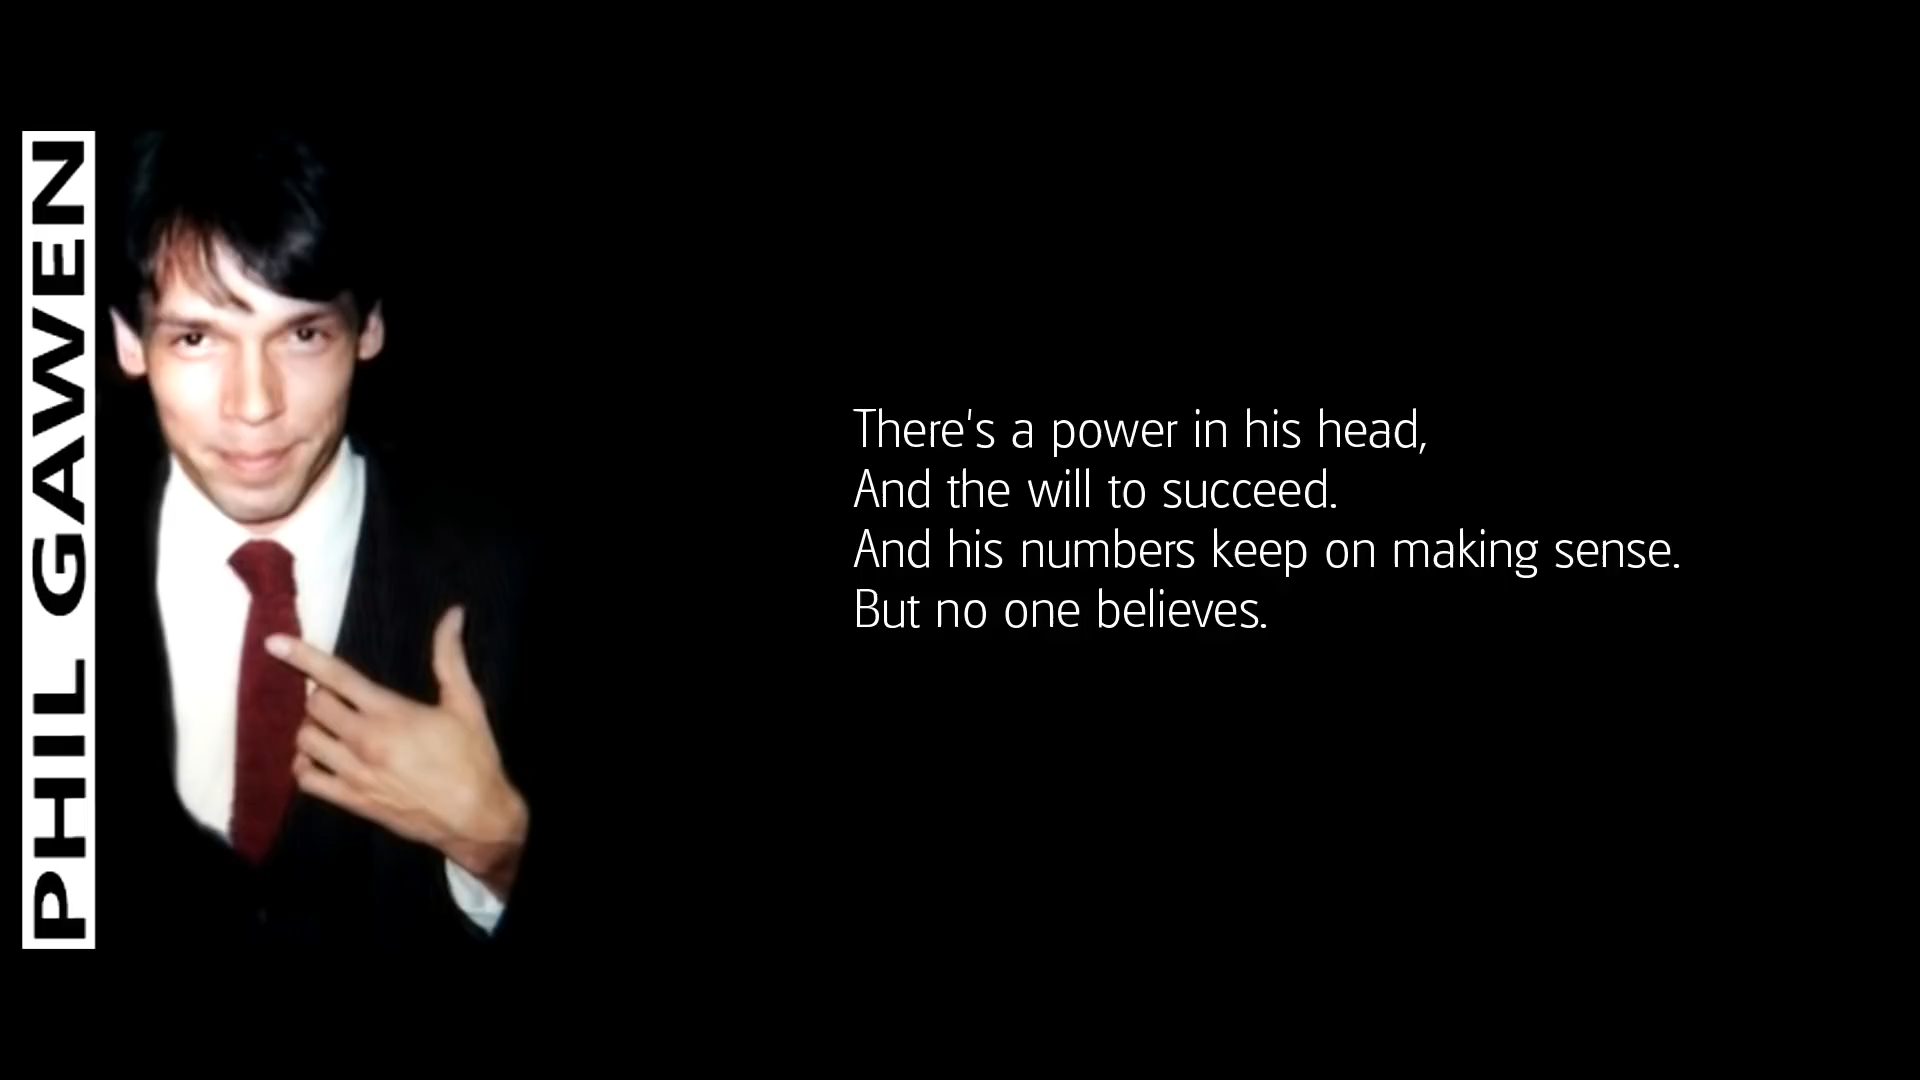 PHIL GAWEN
There's a power in his head,
And the will to succeed.
And his numbers keep on making sense.
But no one believes.